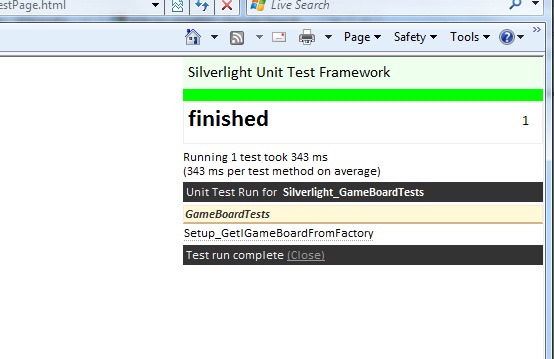 estPage.html
Live Search
Page Safety Tools
Silverlight Unit Test Framework
finished 1
Running 1 test took 343 ms
(343 ms per test method on average)
Unit Test Run for Silverlight_GameBoardTests
GameBoardTests
Setup_GetIGameBoardFromFactory
Test run complete (Close)